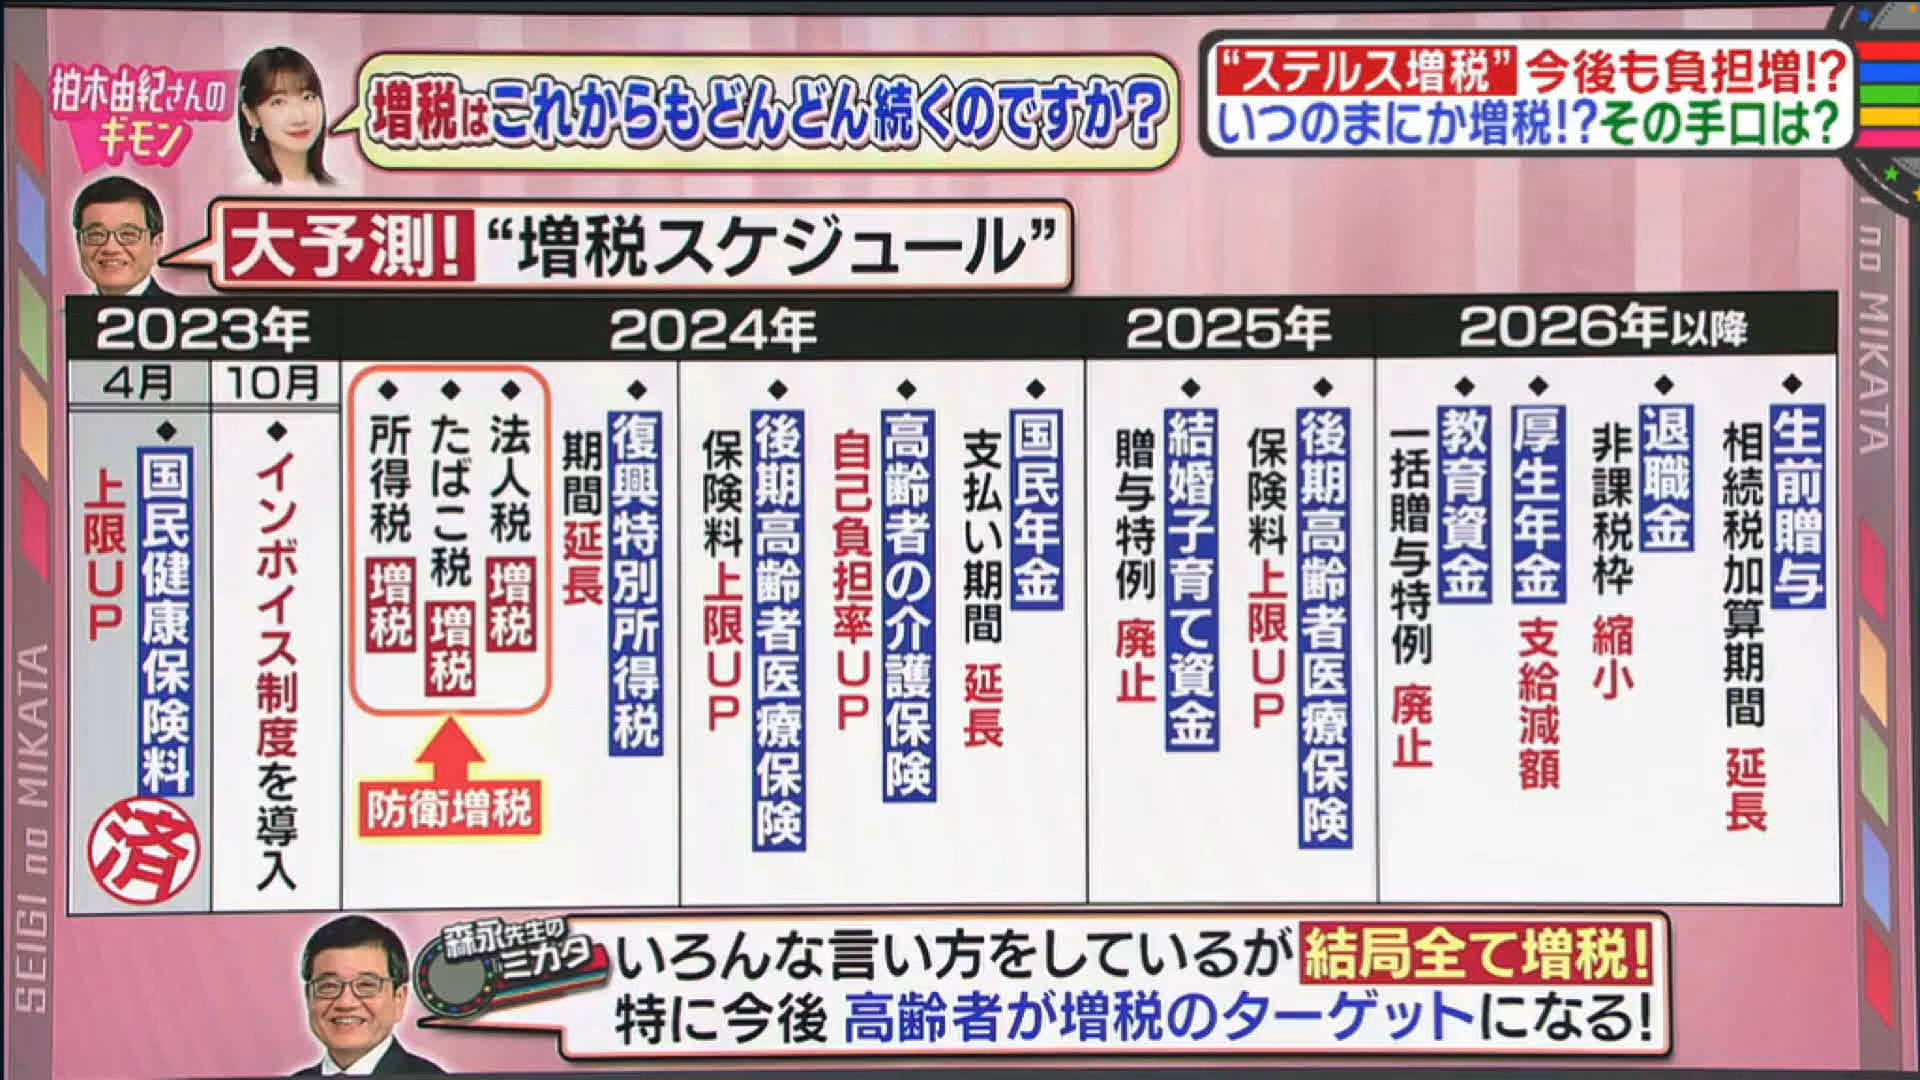 柏木由紀さんの
ギモン
増税はこれからもどんどん続くのですか?
“ステルス増税”今後も負担増!?
いつのまにか増税!?その手口は?
大予測!“増税スケジュール”
2023年
2024年
2025年
2026年以降
4月
10月
◆国民健康保険料
上限UP
済
◆インボイス制度を導入
◆法人税 増税
◆たばこ税 増税
◆所得税 増税
防衛増税
◆復興特別所得税
期間延長
◆国民年金
支払い期間 延長
◆高齢者の介護保険
自己負担率UP
◆後期高齢者医療保険
保険料上限UP
◆後期高齢者医療保険
保険料上限UP
◆結婚子育て資金
贈与特例 廃止
◆生前贈与
相続税加算期間 延長
◆退職金
非課税枠 縮小
◆厚生年金
支給減額
◆教育資金
一括贈与特例 廃止
森永先生の
ミカタ
いろんな言い方をしているが 結局全て増税!
特に今後 高齢者が増税のターゲットになる!
SEIGI no MIKATA
no MIKATA